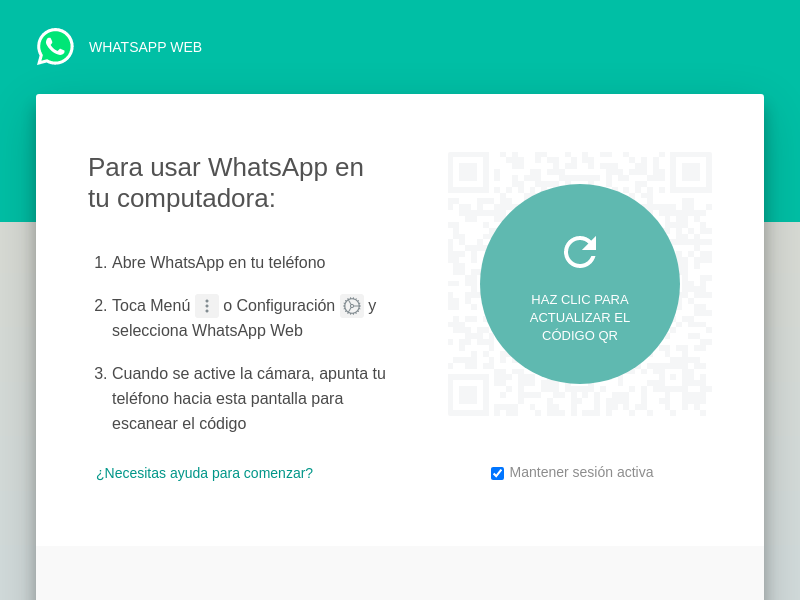 WHATSAPP WEB
Para usar WhatsApp en
tu computadora:
1. Abre WhatsApp en tu teléfono
2. Toca Menú o Configuración y
selecciona WhatsApp Web
3. Cuando se active la cámara, apunta tu
teléfono hacia esta pantalla para
escanear el código
¿Necesitas ayuda para comenzar?
HAZ CLIC PARA
ACTUALIZAR EL
CÓDIGO QR
Mantener sesión activa